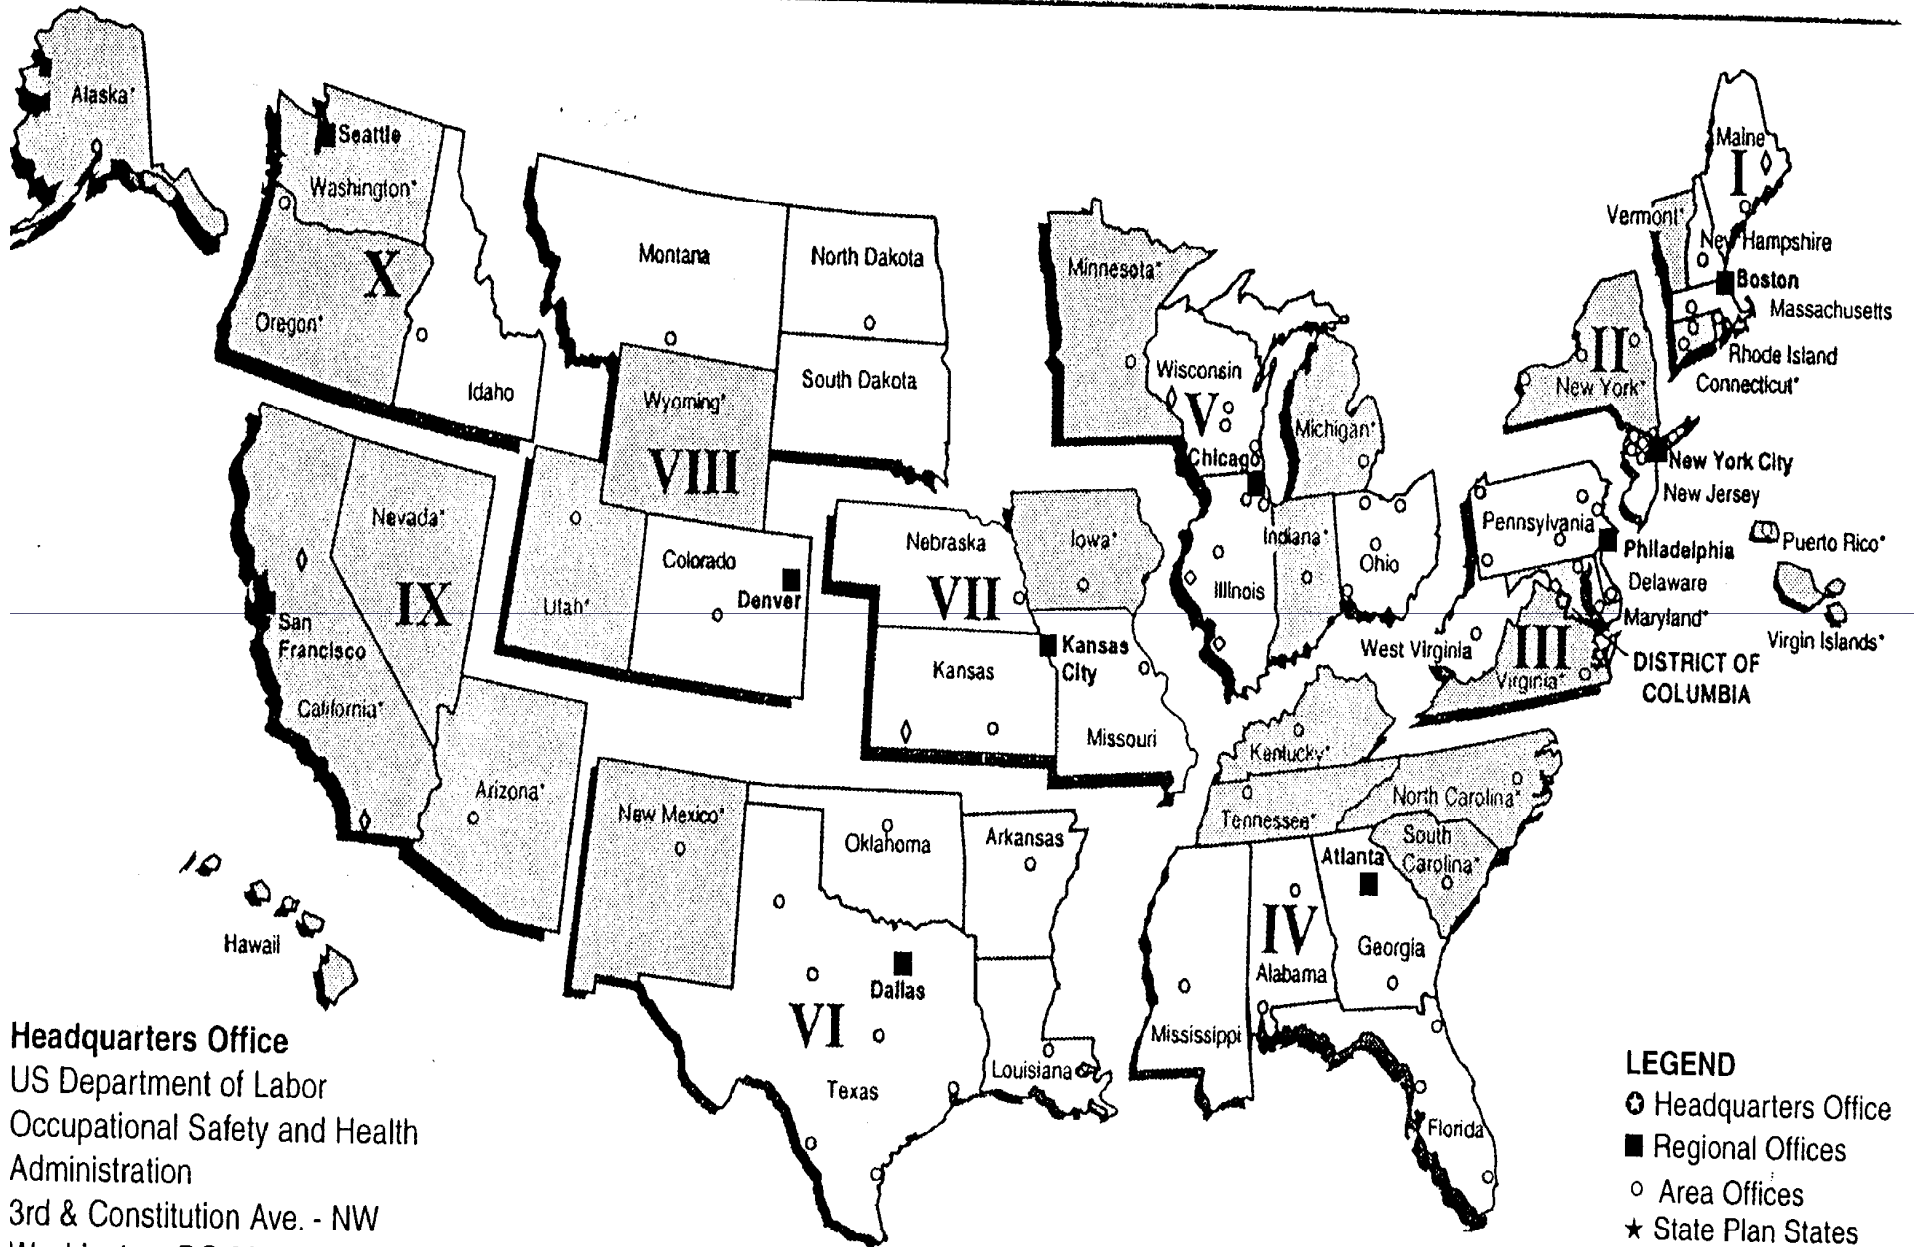 Alaska*
Seattle
Washington*
X
Oregon*
Idaho
Montana
North Dakota
South Dakota
Wyoming*
VIII
Nevada*
IX
Utah*
Colorado
Denver
San
Francisco
California*
Arizona*
Hawaii
Nebraska
VII
Iowa*
Kansas
Kansas
City
Missouri
New Mexico*
Oklahoma
Arkansas
Dallas
VI
Texas
Louisiana
Minnesota*
Wisconsin
V
Chicago
Michigan*
Illinois
Indiana*
Ohio
Maine
I
Vermont*
New Hampshire
Boston
Massachusetts
Rhode Island
Connecticut*
II
New York*
New York City
New Jersey
Pennsylvania
Philadelphia
Delaware
Maryland*
Puerto Rico*
Virgin Islands*
West Virginia
III
Virginia*
DISTRICT OF
COLUMBIA
Kentucky*
Tennessee*
North Carolina*
South
Carolina*
Atlanta
IV
Alabama
Georgia
Mississippi
Florida
Headquarters Office
US Department of Labor
Occupational Safety and Health
Administration
3rd & Constitution Ave. - NW
LEGEND
✪ Headquarters Office
■ Regional Offices
○ Area Offices
★ State Plan States